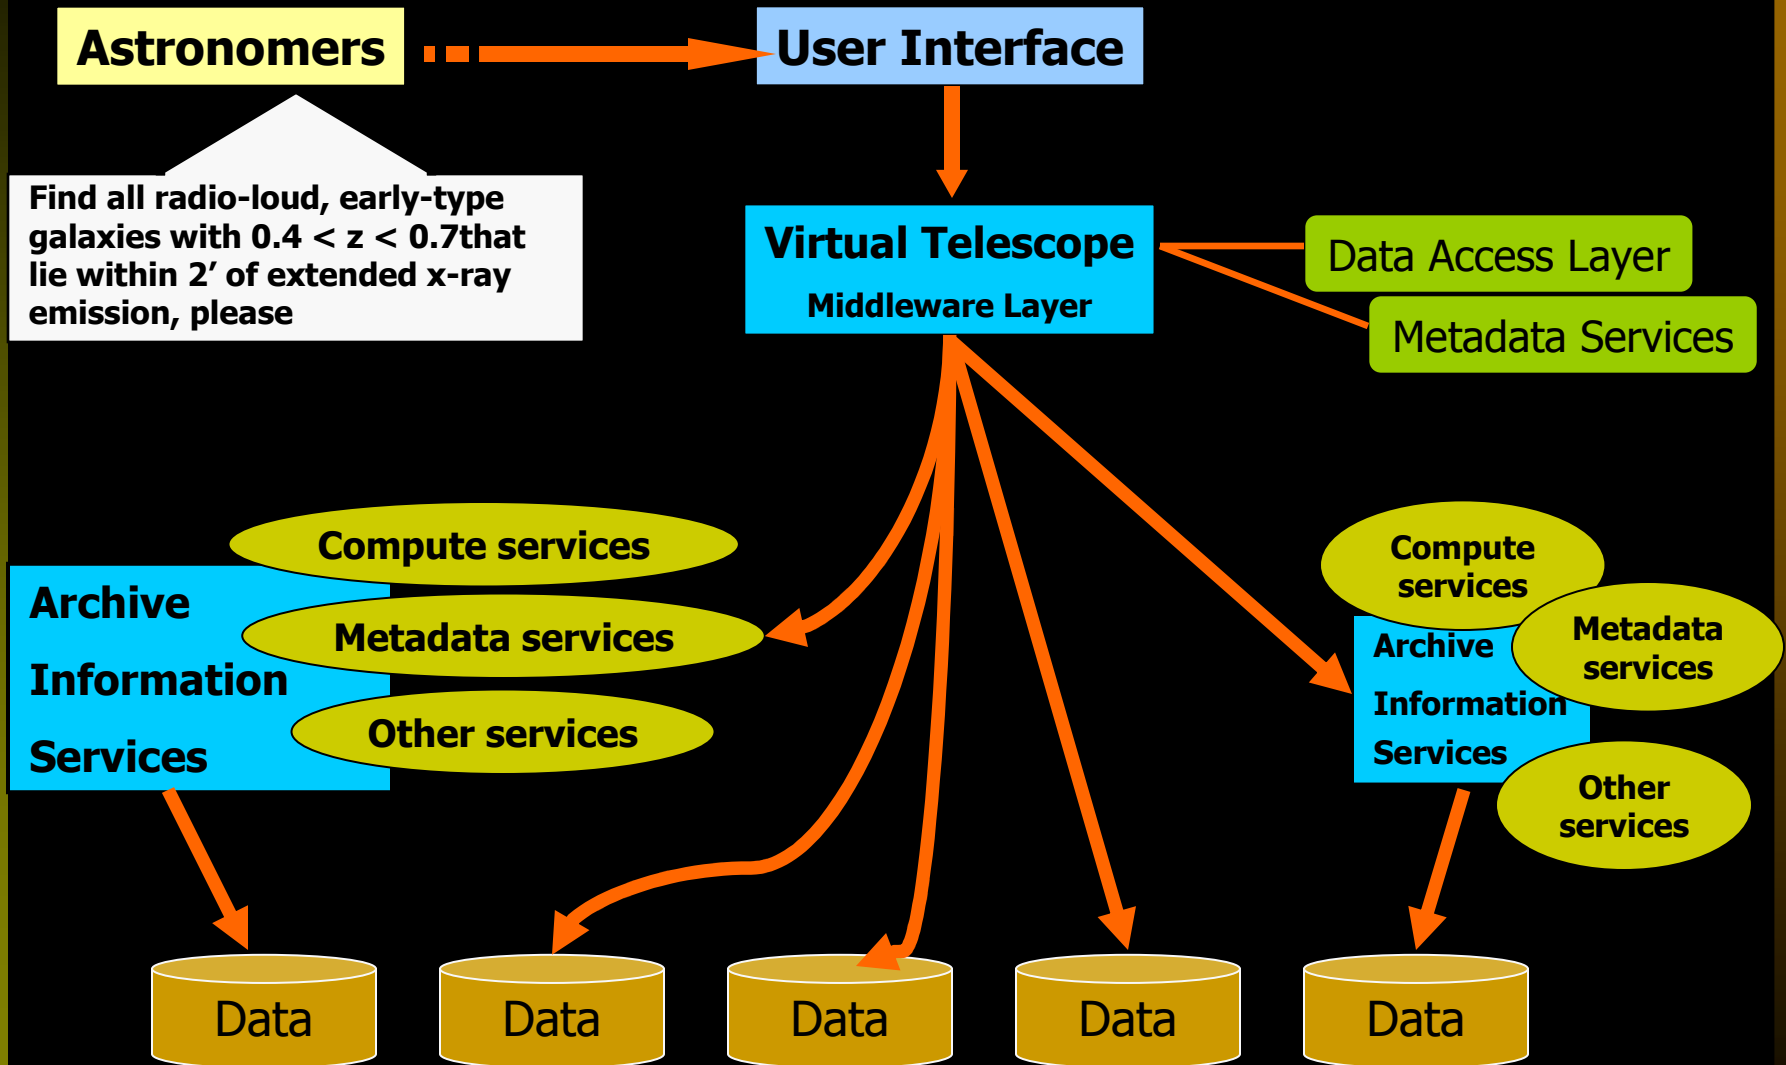 Astronomers
User Interface
Find all radio-loud, early-type
galaxies with 0.4 < z < 0.7that
lie within 2’ of extended x-ray
emission, please
Virtual Telescope
Middleware Layer
Data Access Layer
Metadata Services
Compute services
Archive
Metadata services
Information
Other services
Services
Compute
services
Archive
Metadata
services
Information
Services
Other
services
Data
Data
Data
Data
Data